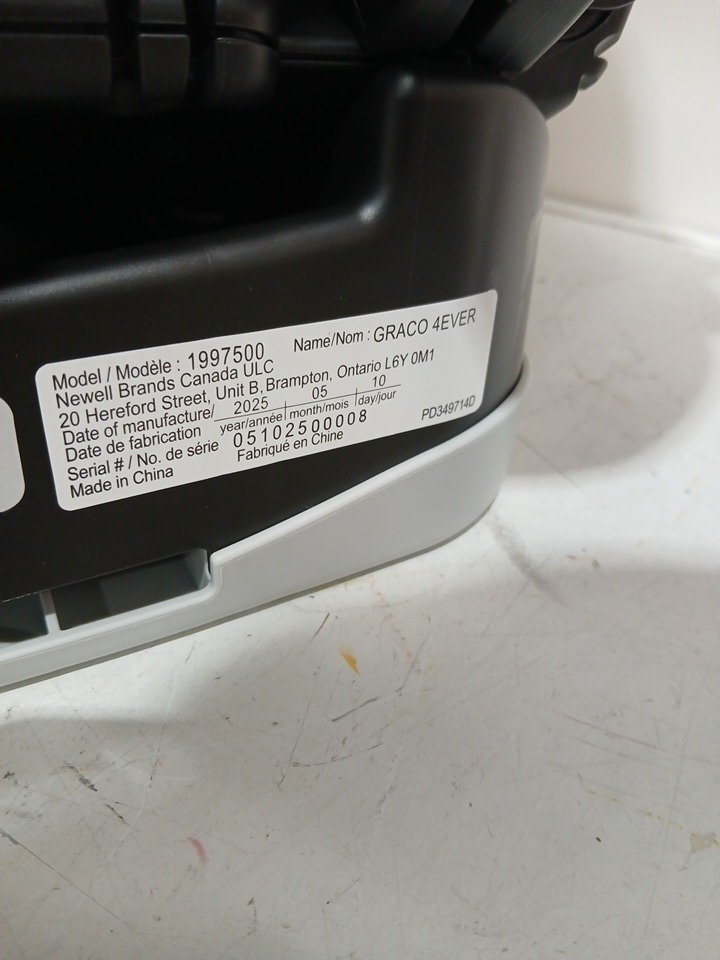 Model / Modèle : 1997500 Name/Nom : GRACO 4EVER
Newell Brands Canada ULC
20 Hereford Street, Unit B, Brampton, Ontario L6Y 0M1
Date of manufacture/ 2025 05 10
Date de fabrication year/année month/mois day/jour
Serial # / No. de série 05102500008
Made in China Fabriqué en Chine PD349714D